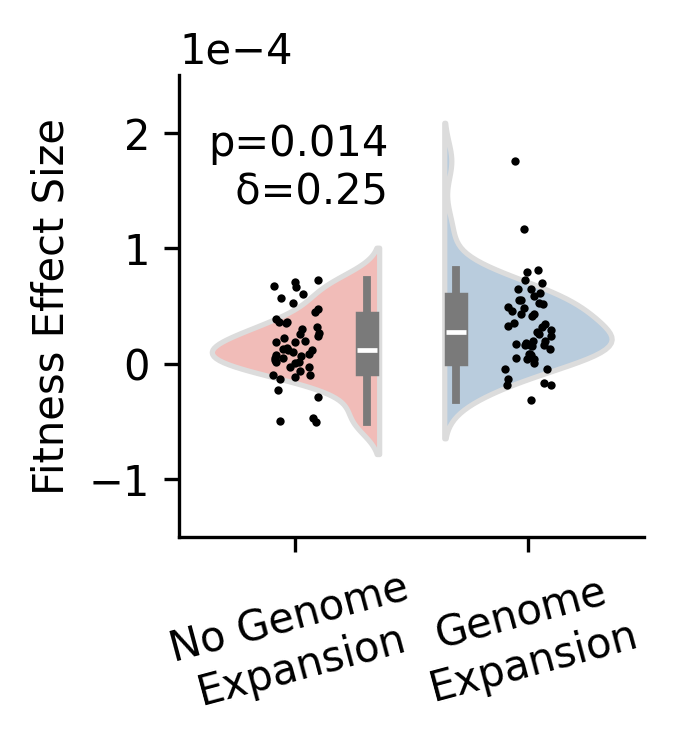 1e−4
Fitness Effect Size
2
1
0
−1
p=0.014
δ=0.25
No Genome
Expansion
Genome
Expansion